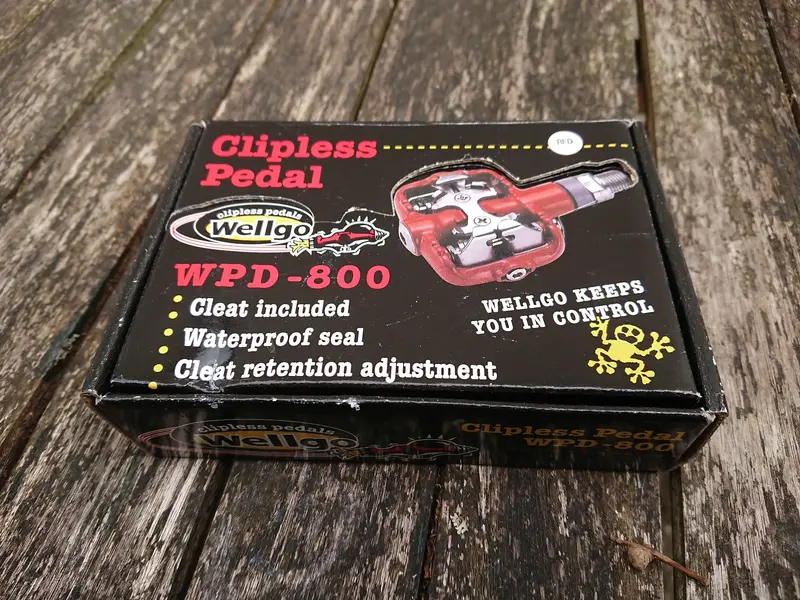 Clipless
Pedal
RED
clipless pedals
Wellgo
WPD-800
Cleat included
Waterproof seal
Cleat retention adjustment
WELLGO KEEPS
YOU IN CONTROL
clipless pedals
Wellgo
Clipless Pedal
WPD-800